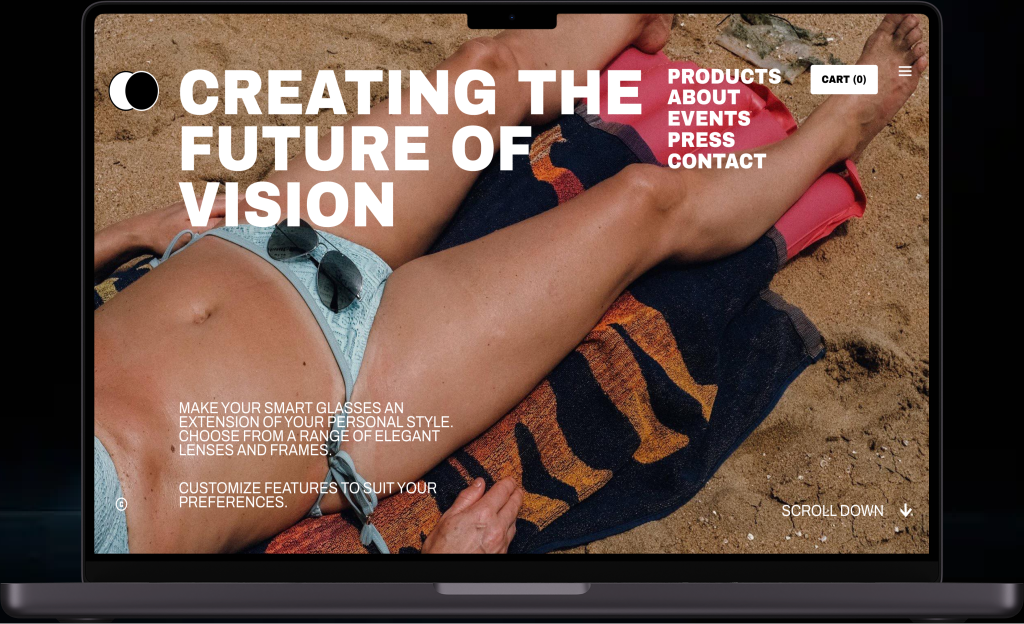 CREATING THE
FUTURE OF
VISION
PRODUCTS
ABOUT
EVENTS
PRESS
CONTACT
CART (0)
MAKE YOUR SMART GLASSES AN
EXTENSION OF YOUR PERSONAL STYLE.
CHOOSE FROM A RANGE OF ELEGANT
LENSES AND FRAMES.
CUSTOMIZE FEATURES TO SUIT YOUR
PREFERENCES.
©
SCROLL DOWN